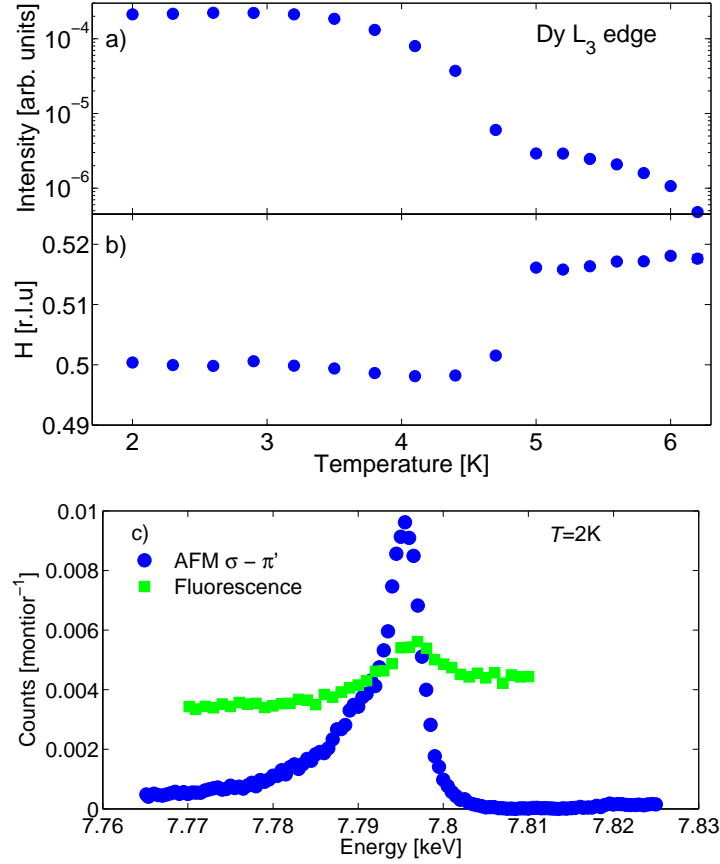 10⁻⁴
a)
Dy L₃ edge
10⁻⁵
10⁻⁶
Intensity [arb. units]
b)
0.52
0.51
0.5
0.49
H [r.l.u]
2 3 4 5 6
Temperature [K]
0.01
c)
T=2K
AFM σ − π'
Fluorescence
0.008
0.006
0.004
0.002
0
Counts [montior⁻¹]
7.76 7.77 7.78 7.79 7.8 7.81 7.82 7.83
Energy [keV]